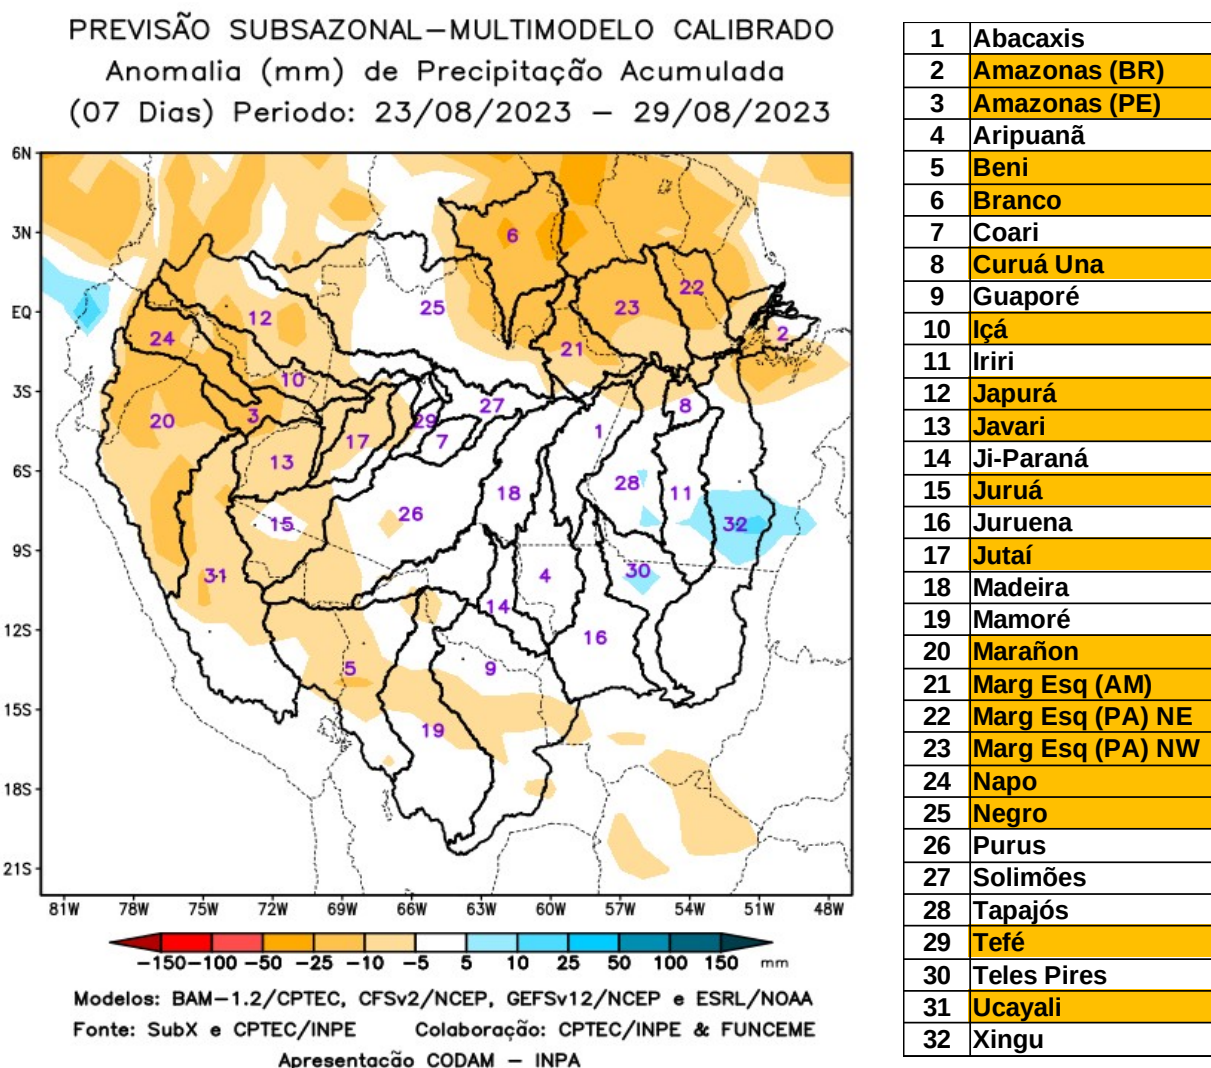 PREVISÃO SUBSAZONAL–MULTIMODELO CALIBRADO
Anomalia (mm) de Precipitação Acumulada
(07 Dias) Periodo: 23/08/2023 – 29/08/2023
6N
3N
EQ
3S
6S
9S
12S
15S
18S
21S
81W 78W 75W 72W 69W 66W 63W 60W 57W 54W 51W 48W
6
25
22
23
12
2
24
21
10
27
8
3
29
20
1
17
7
13
28
18
11
26
15
32
30
31
4
14
16
5
9
19
-150 -100 -50 -25 -10 -5 5 10 25 50 100 150 mm
Modelos: BAM–1.2/CPTEC, CFSv2/NCEP, GEFSv12/NCEP e ESRL/NOAA
Fonte: SubX e CPTEC/INPE Colaboração: CPTEC/INPE & FUNCEME
Apresentação CODAM – INPA
1 Abacaxis
2 Amazonas (BR)
3 Amazonas (PE)
4 Aripuanã
5 Beni
6 Branco
7 Coari
8 Curuá Una
9 Guaporé
10 Içá
11 Iriri
12 Japurá
13 Javari
14 Ji-Paraná
15 Juruá
16 Juruena
17 Jutaí
18 Madeira
19 Mamoré
20 Marañon
21 Marg Esq (AM)
22 Marg Esq (PA) NE
23 Marg Esq (PA) NW
24 Napo
25 Negro
26 Purus
27 Solimões
28 Tapajós
29 Tefé
30 Teles Pires
31 Ucayali
32 Xingu